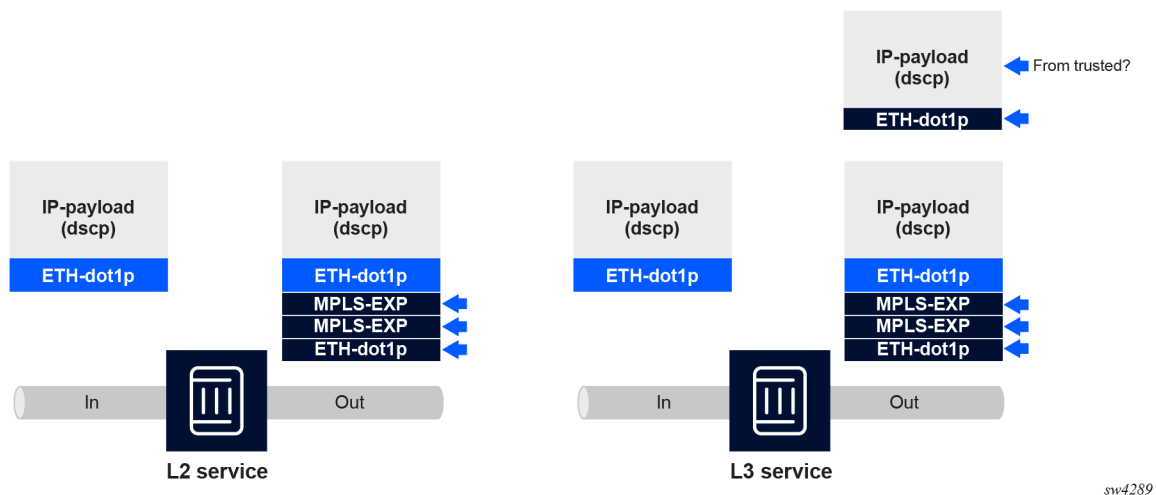 IP-payload
(dscp)
From trusted?
ETH-dot1p
IP-payload
(dscp)
ETH-dot1p
IP-payload
(dscp)
ETH-dot1p
MPLS-EXP
MPLS-EXP
ETH-dot1p
In
Out
L2 service
IP-payload
(dscp)
ETH-dot1p
IP-payload
(dscp)
ETH-dot1p
MPLS-EXP
MPLS-EXP
ETH-dot1p
In
Out
L3 service
sw4289